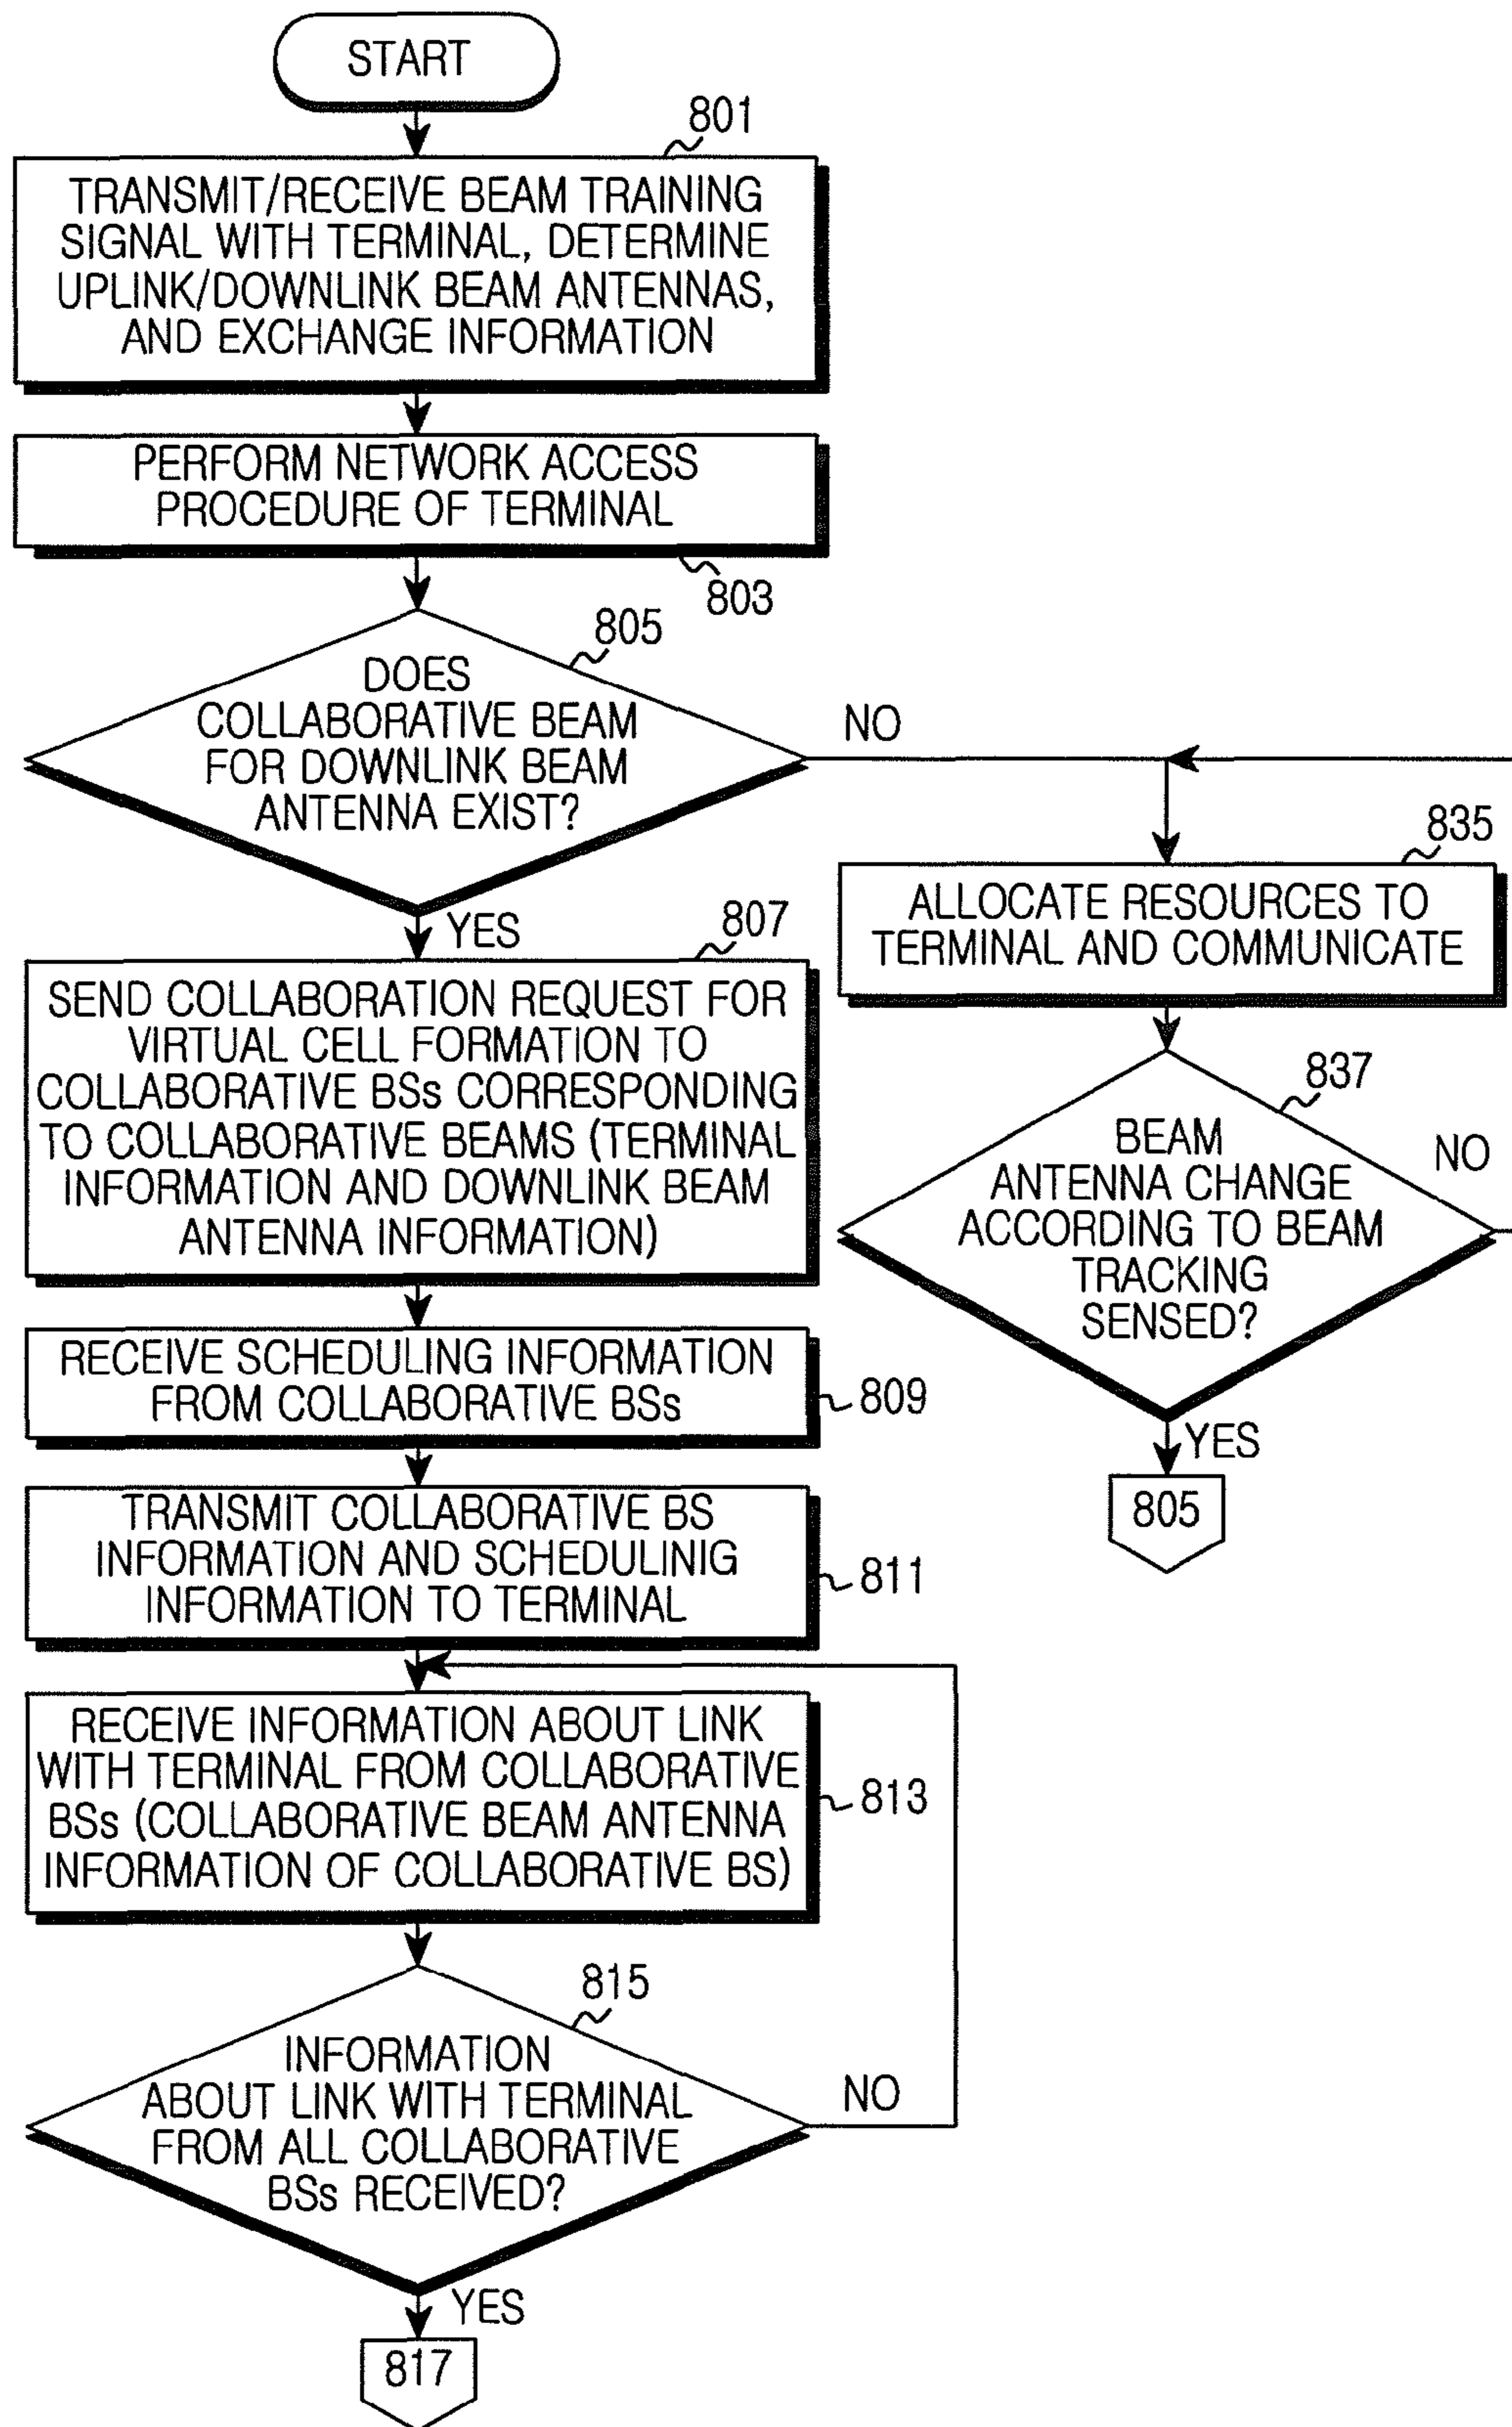 START
801
TRANSMIT/RECEIVE BEAM TRAINING
SIGNAL WITH TERMINAL, DETERMINE
UPLINK/DOWNLINK BEAM ANTENNAS,
AND EXCHANGE INFORMATION
PERFORM NETWORK ACCESS
PROCEDURE OF TERMINAL
803
805
DOES
COLLABORATIVE BEAM
FOR DOWNLINK BEAM
ANTENNA EXIST?
NO
YES
807
SEND COLLABORATION REQUEST FOR
VIRTUAL CELL FORMATION TO
COLLABORATIVE BSs CORRESPONDING
TO COLLABORATIVE BEAMS (TERMINAL
INFORMATION AND DOWNLINK BEAM
ANTENNA INFORMATION)
RECEIVE SCHEDULING INFORMATION
FROM COLLABORATIVE BSs
809
TRANSMIT COLLABORATIVE BS
INFORMATION AND SCHEDULINIG
INFORMATION TO TERMINAL
811
RECEIVE INFORMATION ABOUT LINK
WITH TERMINAL FROM COLLABORATIVE
BSs (COLLABORATIVE BEAM ANTENNA
INFORMATION OF COLLABORATIVE BS)
813
815
INFORMATION
ABOUT LINK WITH TERMINAL
FROM ALL COLLABORATIVE
BSs RECEIVED?
NO
YES
817
835
ALLOCATE RESOURCES TO
TERMINAL AND COMMUNICATE
837
BEAM
ANTENNA CHANGE
ACCORDING TO BEAM
TRACKING
SENSED?
NO
YES
805